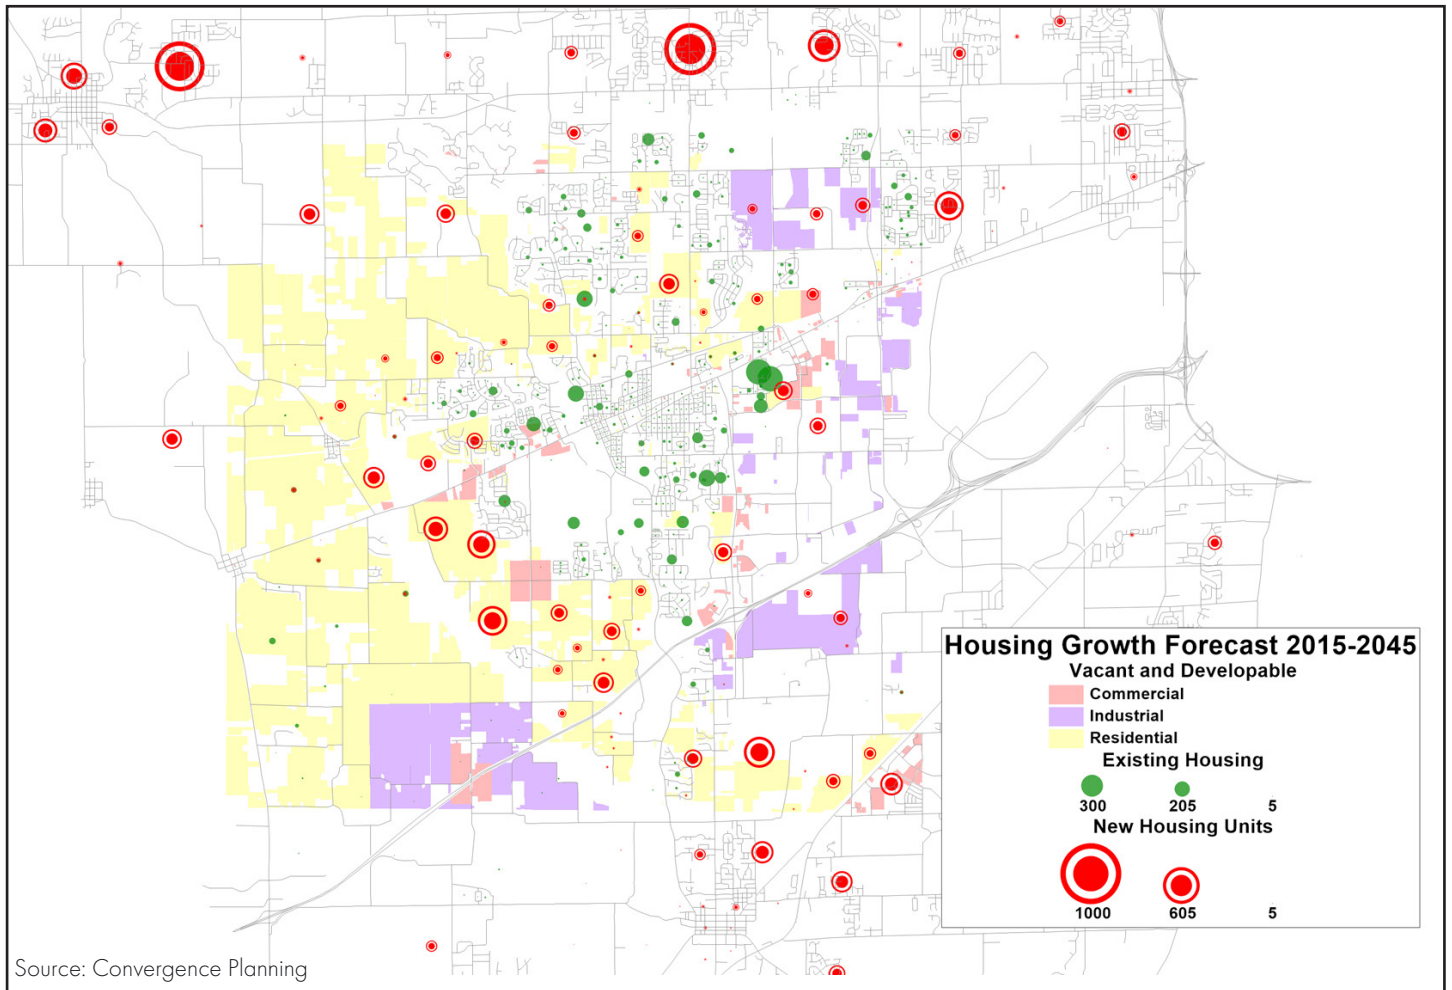 Housing Growth Forecast 2015-2045
Vacant and Developable
Commercial
Industrial
Residential
Existing Housing
300 205 5
New Housing Units
1000 605 5
Source: Convergence Planning